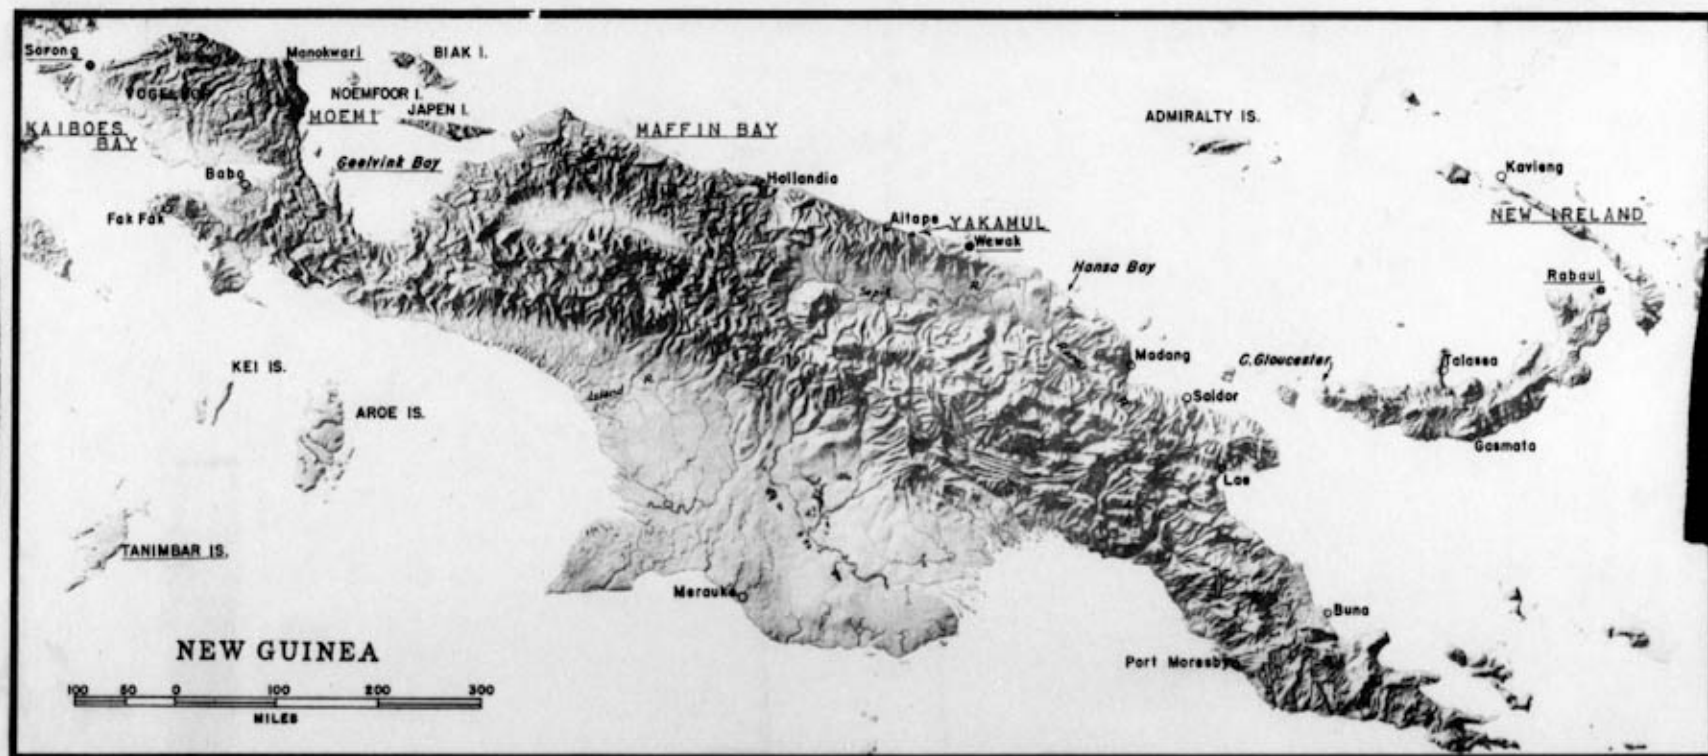 Sorong
Manokwari
BIAK I.
VOGELKOP
NOEMFOOR I.
JAPEN I.
MOEMI
KAIBOES
BAY
MAFFIN BAY
ADMIRALTY IS.
Geelvink Bay
Babo
Hollandia
Kavieng
Fak Fak
Aitape
YAKAMUL
NEW IRELAND
Wewak
Hansa Bay
Rabaul
Sepik
R.
Ramu
R.
Madang
C. Gloucester
Talasea
KEI IS.
Island
R.
Saidor
AROE IS.
Gasmata
Lae
TANIMBAR IS.
Merauke
Buna
NEW GUINEA
Port Moresby
100 50 0 100 200 300
MILES